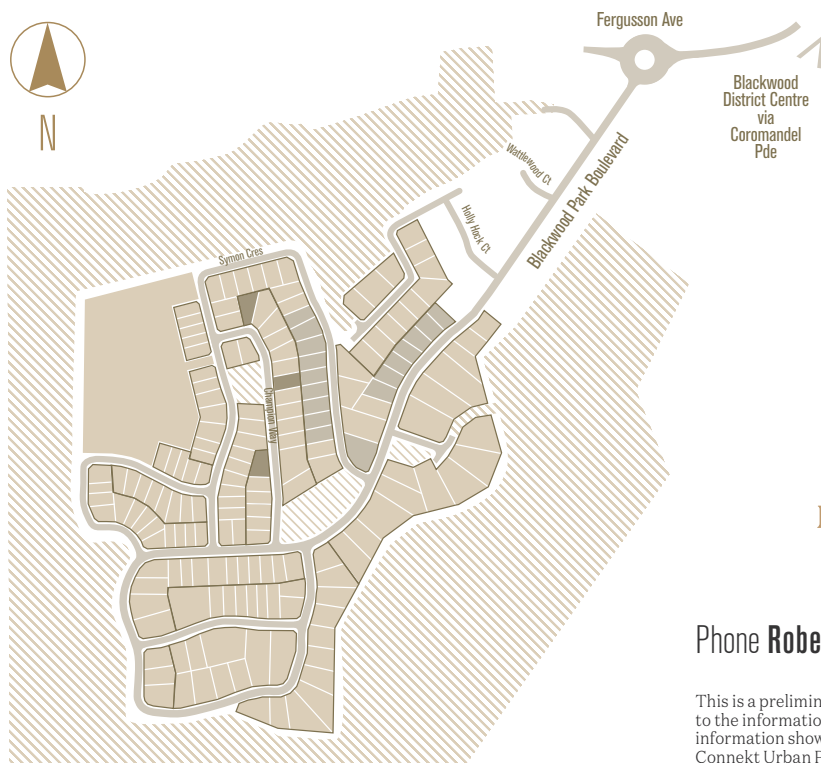 Fergusson Ave
Blackwood
District Centre
via
Coromandel
Pde
N
Wattlewood Ct
Blackwood Park Boulevard
Holly Hock Ct
Symon Cres
Champion Way
Phone Robe
This is a prelimin
to the informatio
information show
Connekt Urban P